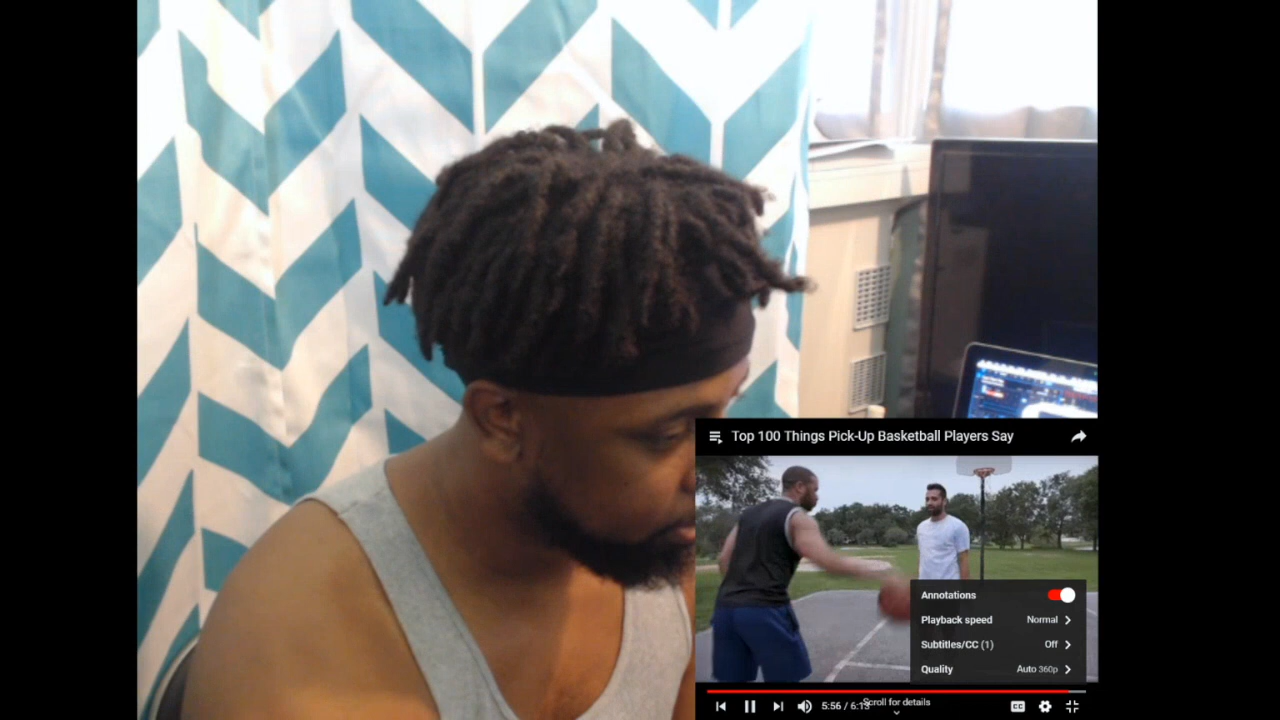 Top 100 Things Pick-Up Basketball Players Say
Annotations
Playback speed Normal
Subtitles/CC (1) Off
Quality Auto 360p
5:56 / 6:13
Scroll for details
CC